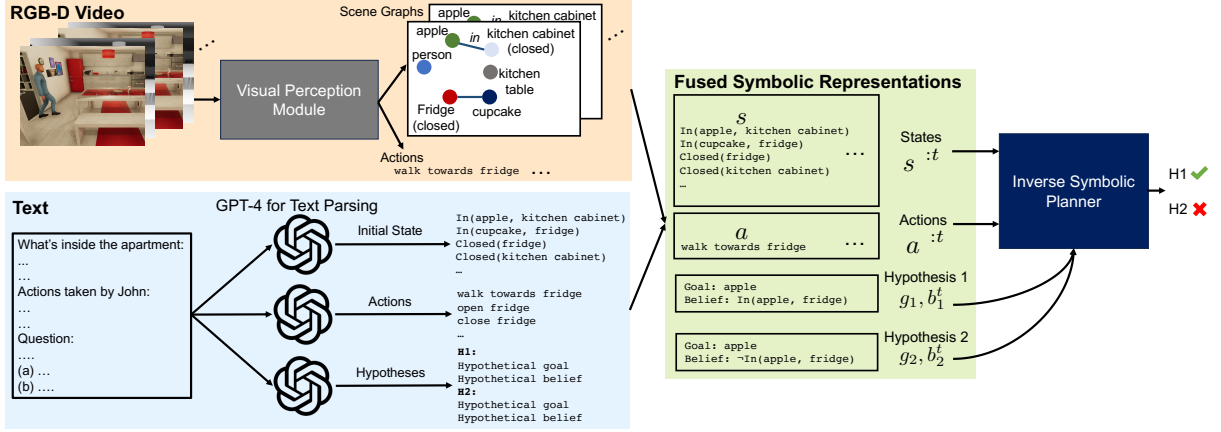 RGB-D Video
Scene Graphs
apple
in
kitchen cabinet
apple
in
kitchen cabinet
(closed)
person
kitchen
table
Fridge
(closed)
cupcake
...
...
Visual Perception
Module
Actions
walk towards fridge ...
Text
GPT-4 for Text Parsing
What's inside the apartment:
...
...
Actions taken by John:
...
...
Question:
....
(a) ...
(b) ....
Initial State
In(apple, kitchen cabinet)
In(cupcake, fridge)
Closed(fridge)
Closed(kitchen cabinet)
…
Actions
walk towards fridge
open fridge
close fridge
…
Hypotheses
H1:
Hypothetical goal
Hypothetical belief
H2:
Hypothetical goal
Hypothetical belief
Fused Symbolic Representations
s
In(apple, kitchen cabinet)
In(cupcake, fridge)
Closed(fridge)
Closed(kitchen cabinet)
…
...
States
s^{:t}
a
walk towards fridge
...
Actions
a^{:t}
Goal: apple
Belief: In(apple, fridge)
Hypothesis 1
g_1, b_1^t
Goal: apple
Belief: ¬In(apple, fridge)
Hypothesis 2
g_2, b_2^t
Inverse Symbolic
Planner
H1 ✔
H2 ✖